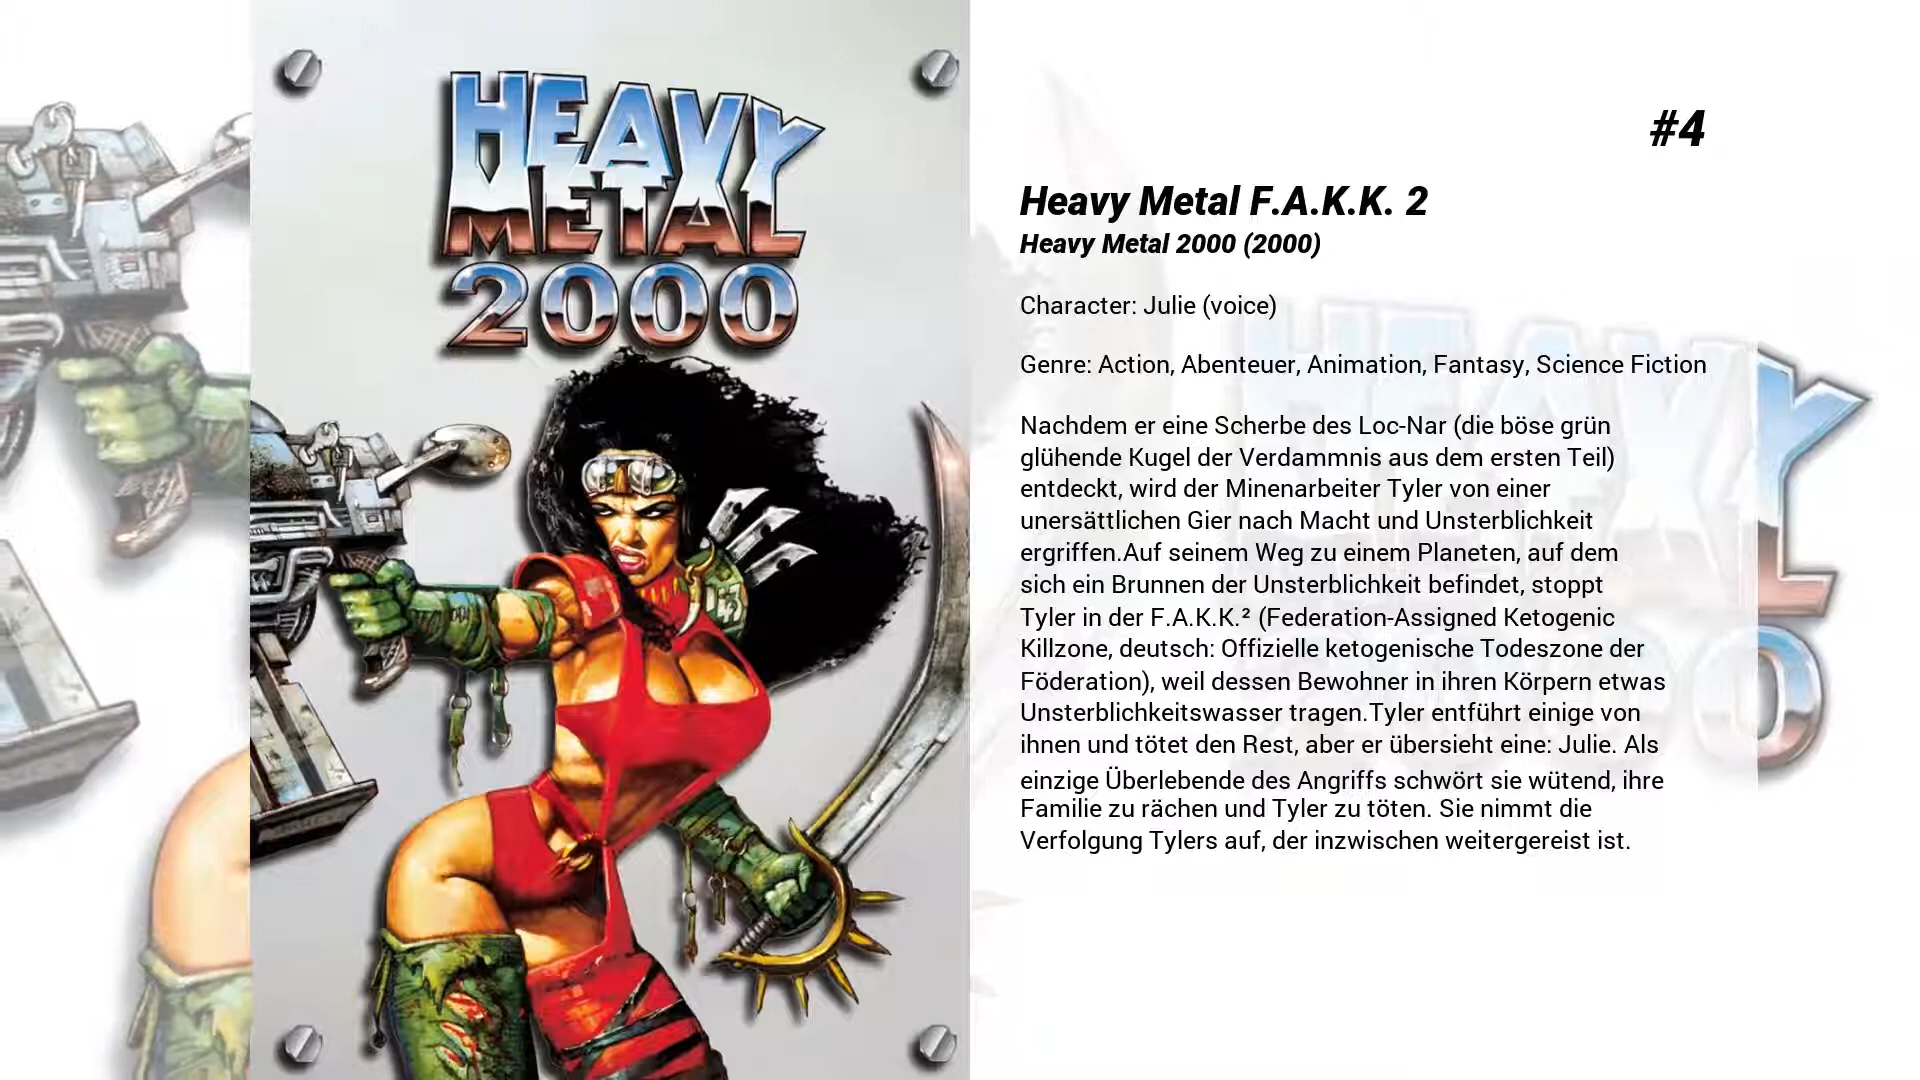 HEAVY
METAL
2000
#4
Heavy Metal F.A.K.K. 2
Heavy Metal 2000 (2000)
Character: Julie (voice)
Genre: Action, Abenteuer, Animation, Fantasy, Science Fiction
Nachdem er eine Scherbe des Loc-Nar (die böse grün
glühende Kugel der Verdammnis aus dem ersten Teil)
entdeckt, wird der Minenarbeiter Tyler von einer
unersättlichen Gier nach Macht und Unsterblichkeit
ergriffen.Auf seinem Weg zu einem Planeten, auf dem
sich ein Brunnen der Unsterblichkeit befindet, stoppt
Tyler in der F.A.K.K.² (Federation-Assigned Ketogenic
Killzone, deutsch: Offizielle ketogenische Todeszone der
Föderation), weil dessen Bewohner in ihren Körpern etwas
Unsterblichkeitswasser tragen.Tyler entführt einige von
ihnen und tötet den Rest, aber er übersieht eine: Julie. Als
einzige Überlebende des Angriffs schwört sie wütend, ihre
Familie zu rächen und Tyler zu töten. Sie nimmt die
Verfolgung Tylers auf, der inzwischen weitergereist ist.